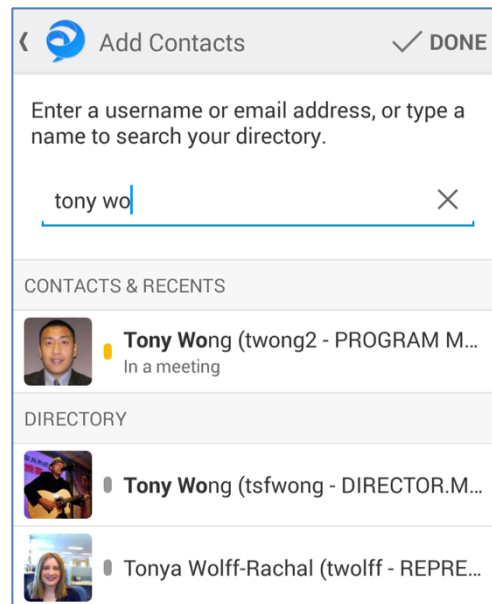 Add Contacts
DONE
Enter a username or email address, or type a
name to search your directory.
tony wo
CONTACTS & RECENTS
Tony Wong (twong2 - PROGRAM M...
In a meeting
DIRECTORY
Tony Wong (tsfwong - DIRECTOR.M...
Tonya Wolff-Rachal (twolff - REPRE...